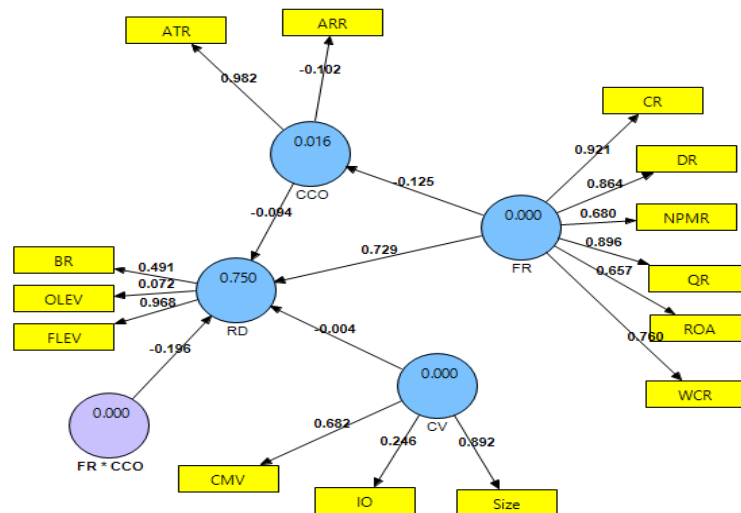 ARR
ATR
-0.102
0.982
CR
0.016
0.921
DR
CCO
-0.125
0.864
0.000
0.680
NPMR
-0.094
FR
0.896
0.729
QR
BR
0.491
0.750
0.657
OLEV
0.072
ROA
FLEV
0.968
RD
-0.004
0.760
-0.196
0.000
WCR
0.000
CV
0.682
0.246
0.892
FR * CCO
CMV
IO
Size